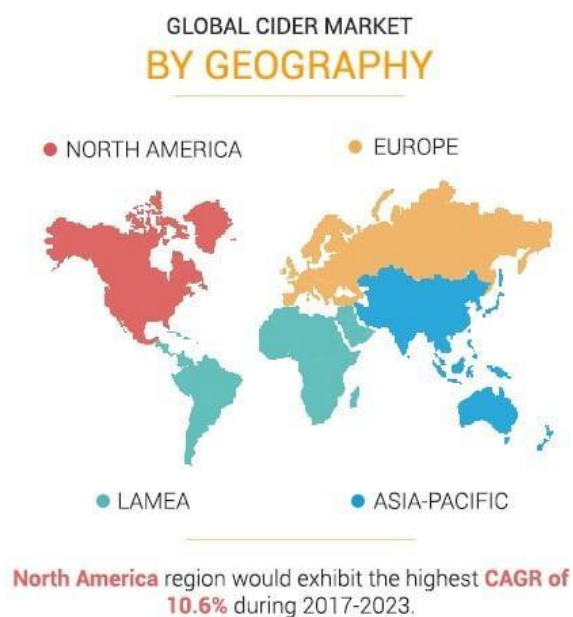 GLOBAL CIDER MARKET
BY GEOGRAPHY
NORTH AMERICA
EUROPE
LAMEA
ASIA-PACIFIC
North America region would exhibit the highest CAGR of
10.6% during 2017-2023.